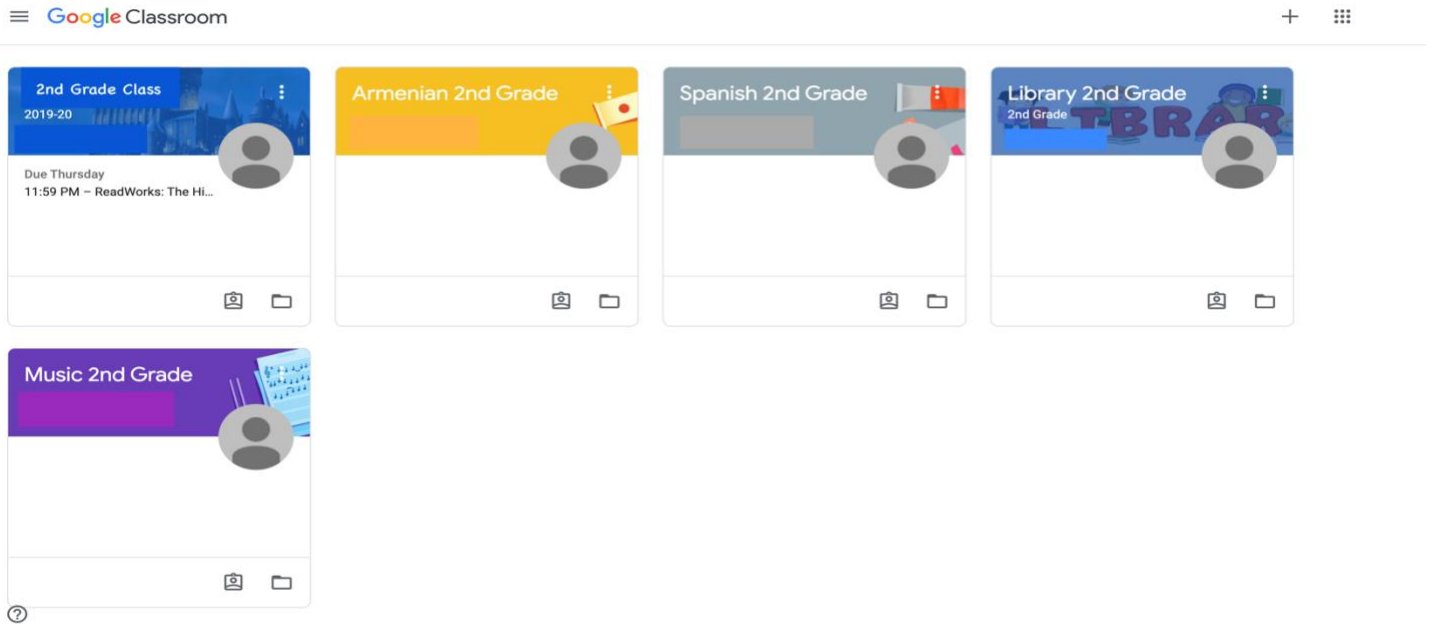 Google Classroom
2nd Grade Class
2019-20
Due Thursday
11:59 PM – ReadWorks: The Hi...
Armenian 2nd Grade
Spanish 2nd Grade
Library 2nd Grade
2nd Grade
LIBRAR
Music 2nd Grade